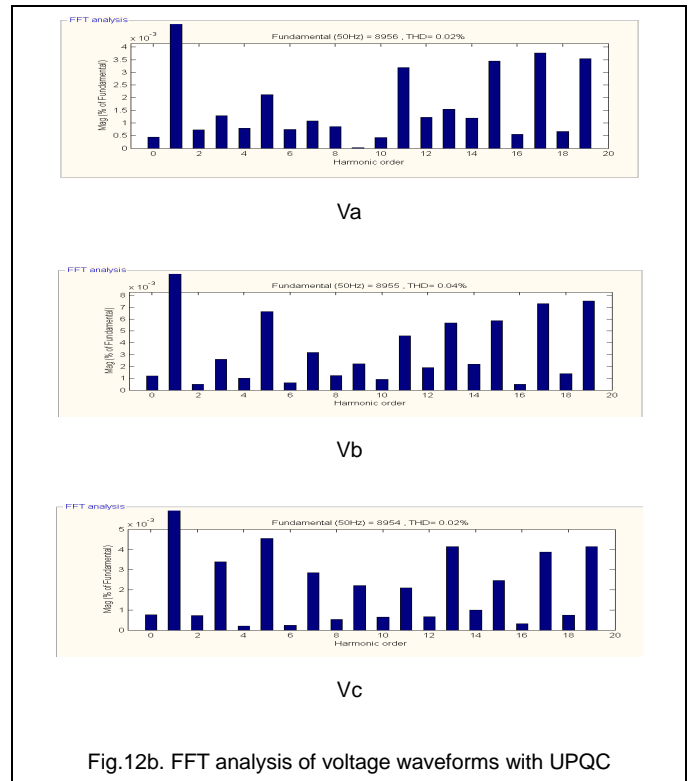 FFT analysis
× 10⁻³
Fundamental (50Hz) = 8956 , THD= 0.02%
4
3.5
3
2.5
2
1.5
1
0.5
0
Mag (% of Fundamental)
0 2 4 6 8 10 12 14 16 18 20
Harmonic order
Va
FFT analysis
× 10⁻³
Fundamental (50Hz) = 8955 , THD= 0.04%
8
7
6
5
4
3
2
1
0
Mag (% of Fundamental)
0 2 4 6 8 10 12 14 16 18 20
Harmonic order
Vb
FFT analysis
× 10⁻³
Fundamental (50Hz) = 8954 , THD= 0.02%
5
4
3
2
1
0
Mag (% of Fundamental)
0 2 4 6 8 10 12 14 16 18 20
Harmonic order
Vc
Fig.12b. FFT analysis of voltage waveforms with UPQC